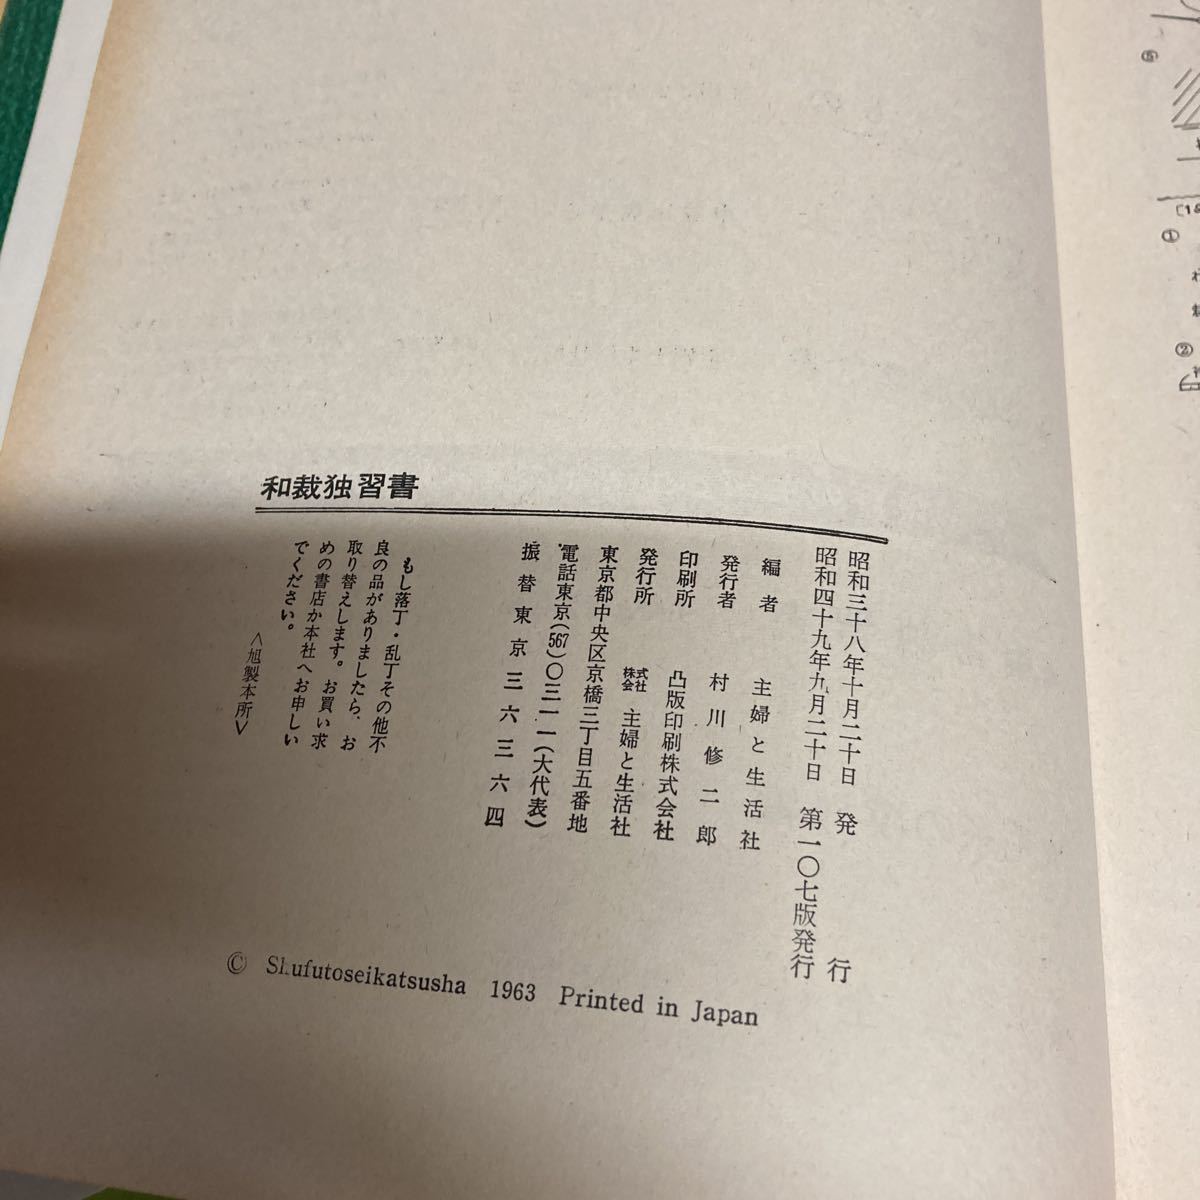 和裁独習書
昭和三十八年十月二十日 発行
昭和四十九年九月二十日 第一〇七版発行
編者 主婦と生活社
発行者 村川修二郎
印刷所 凸版印刷株式会社
発行所 株式会社 主婦と生活社
東京都中央区京橋三丁目五番地
電話東京(567)〇三一一(大代表)
振替東京三六三六四
もし落丁・乱丁その他不
良の品がありましたら、お
取り替えします。お買い求
めの書店か本社へお申しい
でください。
<旭製本所>
© Shufutoseikatsusha 1963 Printed in Japan
⑤
①
②